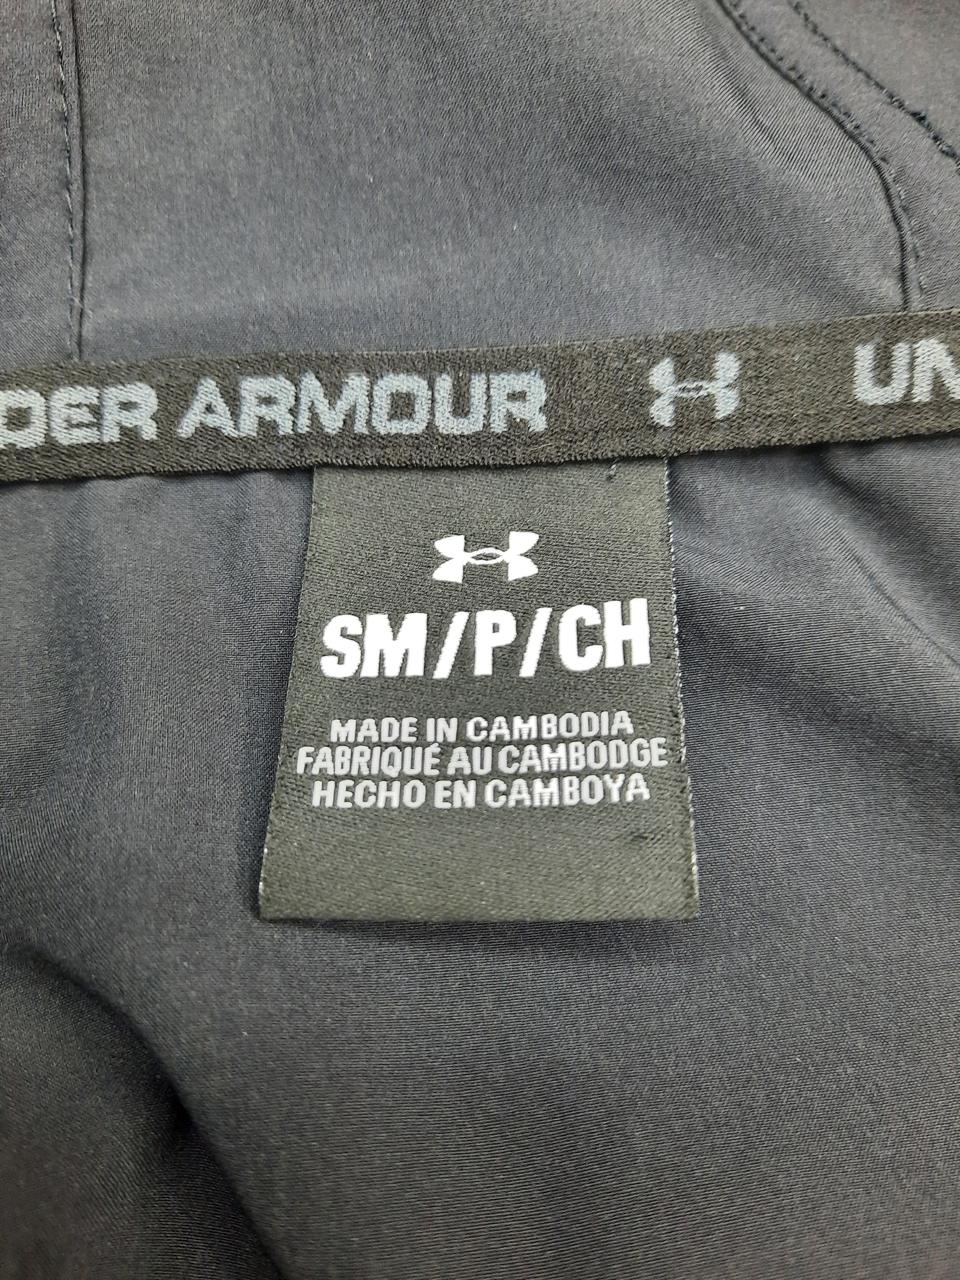 DER ARMOUR UN
SM/P/CH
MADE IN CAMBODIA
FABRIQUÉ AU CAMBODGE
HECHO EN CAMBOYA